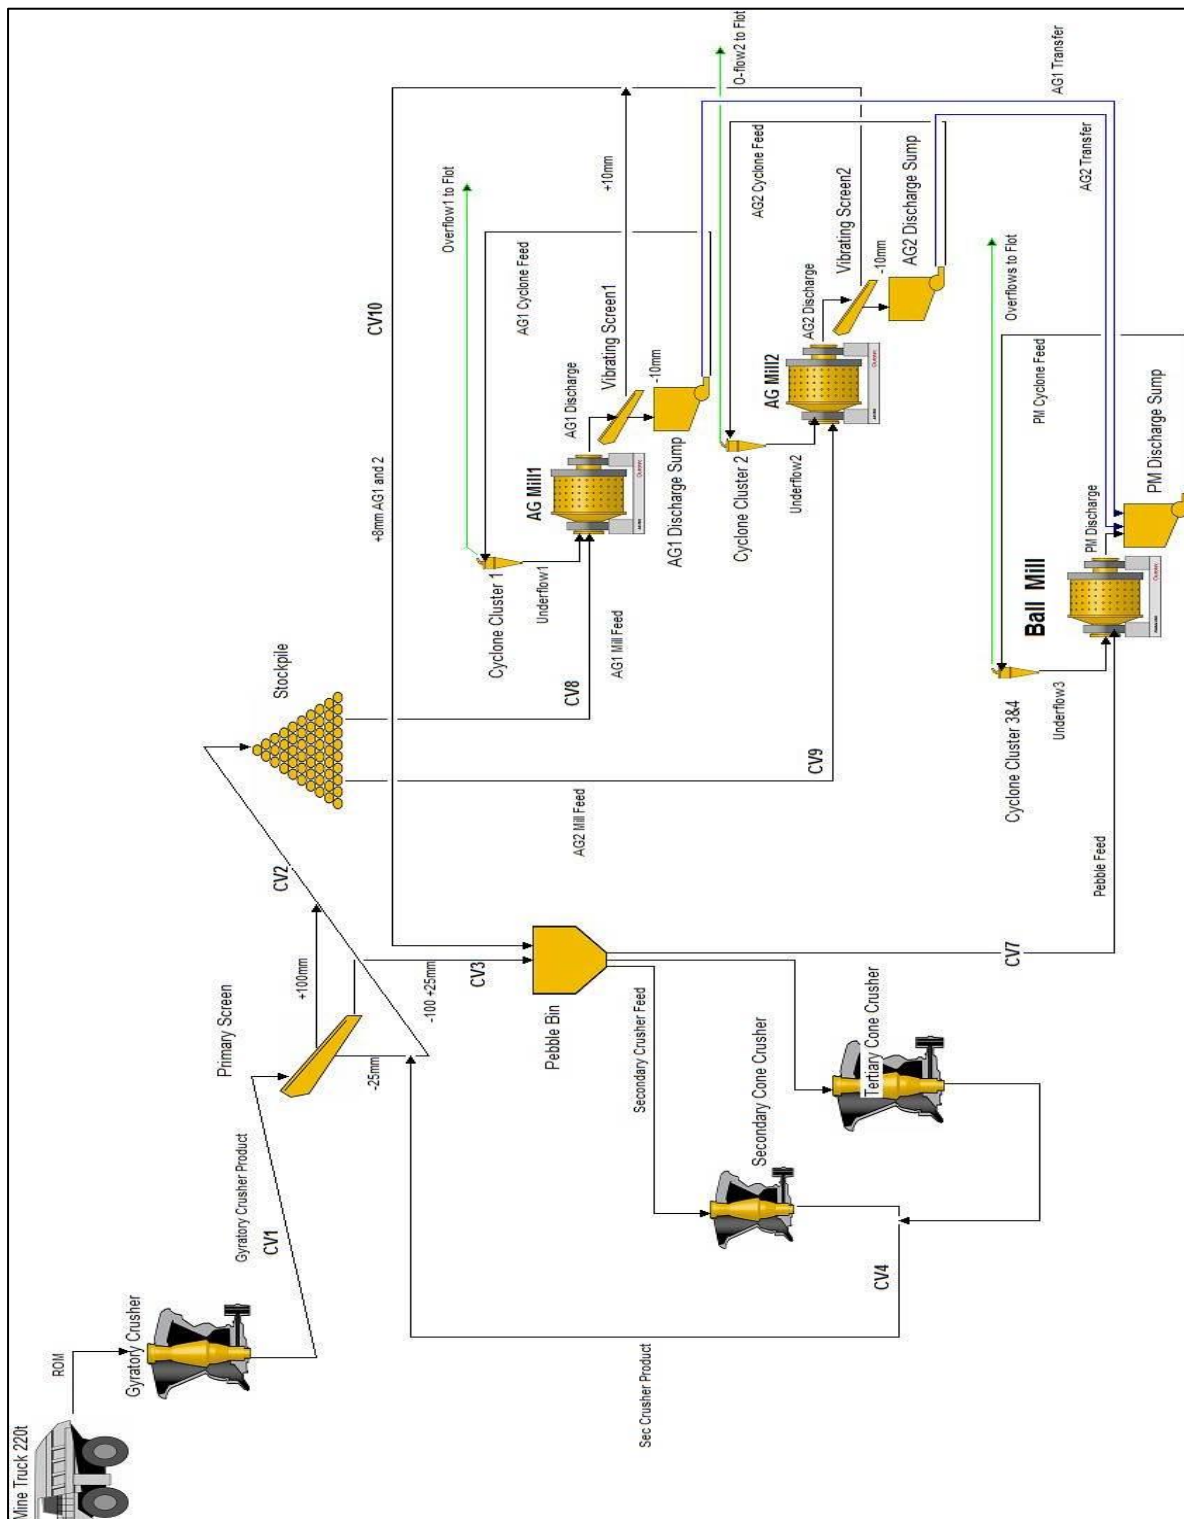 Mine Truck 220t
ROM
Gyratory Crusher
Gyratory Crusher Product
CV1
Primary Screen
+100mm
-25mm
CV2
-100 +25mm
CV3
Stockpile
+8mm AG1 and 2
CV10
Pebble Bin
Secondary Crusher Feed
Secondary Cone Crusher
Tertiary Cone Crusher
CV4
Sec Crusher Product
CV7
Pebble Feed
AG2 Mill Feed
CV9
CV8
AG1 Mill Feed
Overflow1 to Flot
AG1 Cyclone Feed
Cyclone Cluster 1
Underflow1
AG Mill1
AG1 Discharge
Vibrating Screen1
+10mm
-10mm
AG1 Discharge Sump
O-flow2 to Flot
AG2 Cyclone Feed
Cyclone Cluster 2
Underflow2
AG Mill2
AG2 Discharge
Vibrating Screen2
-10mm
AG2 Discharge Sump
AG1 Transfer
AG2 Transfer
Overflows to Flot
PM Cyclone Feed
Cyclone Cluster 3&4
Underflow3
Ball Mill
PM Discharge
PM Discharge Sump